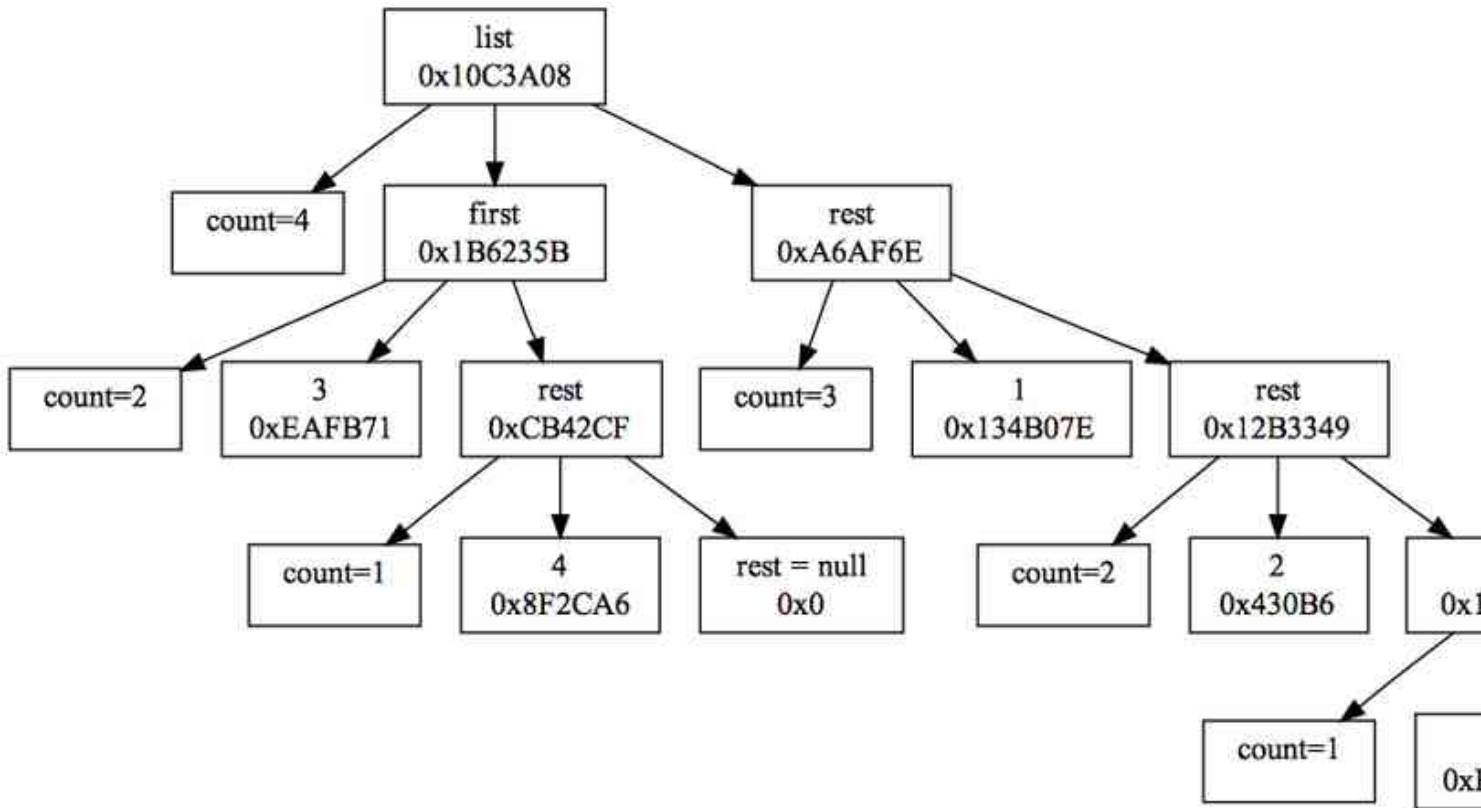 list
0x10C3A08
count=4
first
0x1B6235B
rest
0xA6AF6E
count=2
3
0xEAFB71
rest
0xCB42CF
count=3
1
0x134B07E
rest
0x12B3349
count=1
4
0x8F2CA6
rest = null
0x0
count=2
2
0x430B6
count=1